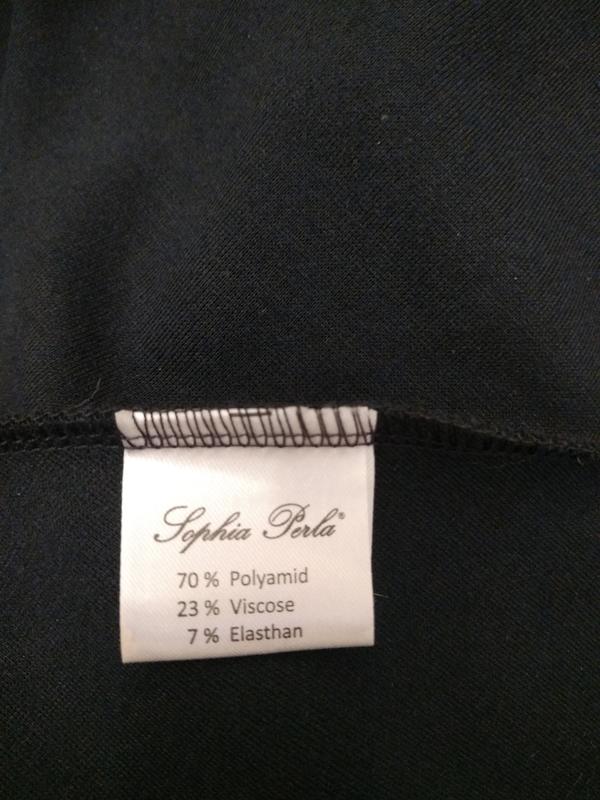 Sophia Perla®
70 % Polyamid
23 % Viscose
7 % Elasthan